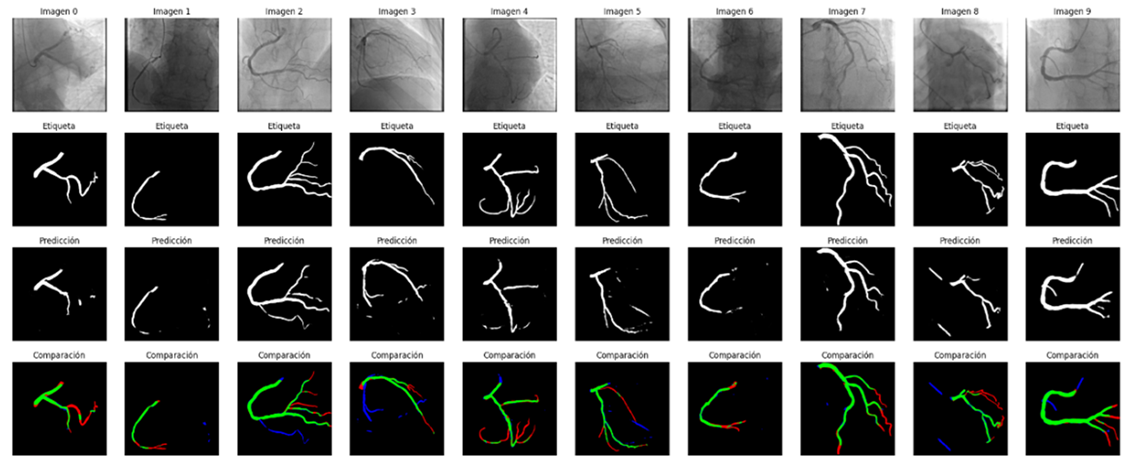 Imagen 0 Imagen 1 Imagen 2 Imagen 3 Imagen 4 Imagen 5 Imagen 6 Imagen 7 Imagen 8 Imagen 9
Etiqueta Etiqueta Etiqueta Etiqueta Etiqueta Etiqueta Etiqueta Etiqueta Etiqueta Etiqueta
Predicción Predicción Predicción Predicción Predicción Predicción Predicción Predicción Predicción Predicción
Comparación Comparación Comparación Comparación Comparación Comparación Comparación Comparación Comparación Comparación